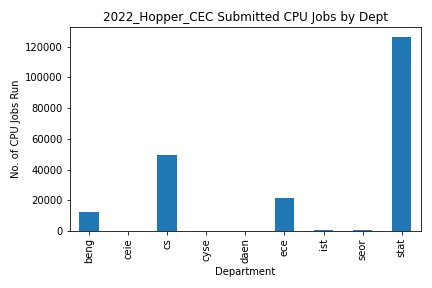 2022_Hopper_CEC Submitted CPU Jobs by Dept
No. of CPU Jobs Run
120000
100000
80000
60000
40000
20000
0
beng
ceie
cs
cyse
daen
ece
ist
seor
stat
Department